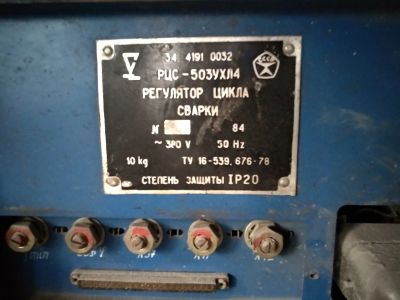 34 4191 0032
СССР
РЦС-503УХЛ4
РЕГУЛЯТОР ЦИКЛА
СВАРКИ
N 84
~ 380 V 50 Hz
10 kg ТУ 16-539.676-78
СТЕПЕНЬ ЗАЩИТЫ IP20